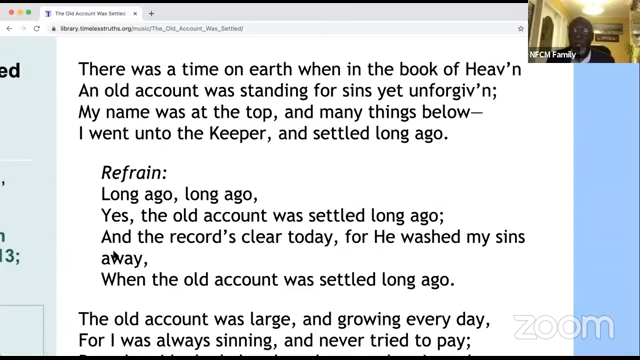 The Old Account Was Settled
library.timelesstruths.org/music/The_Old_Account_Was_Settled/
NFCM Family
ed
There was a time on earth when in the book of Heav'n
An old account was standing for sins yet unforgiv'n;
My name was at the top, and many things below—
I went unto the Keeper, and settled long ago.
Refrain:
Long ago, long ago,
Yes, the old account was settled long ago;
And the record's clear today, for He washed my sins
away,
When the old account was settled long ago.
13;
The old account was large, and growing every day,
For I was always sinning, and never tried to pay;
zoom